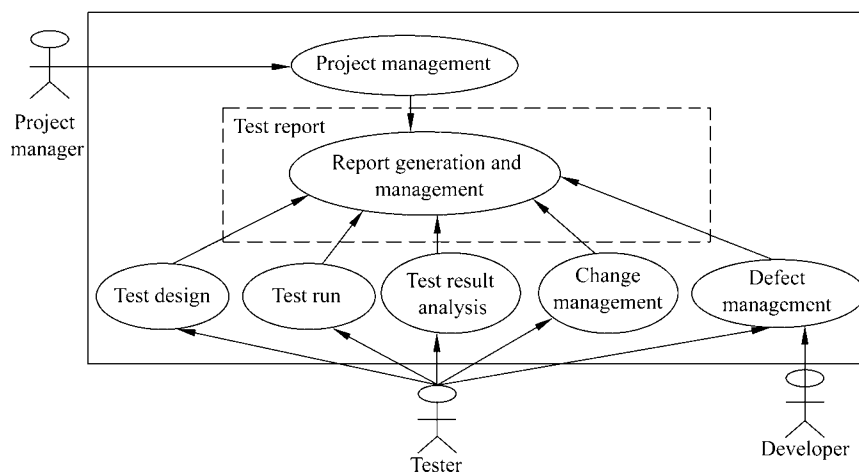 Project management
Project
manager
Test report
Report generation and
management
Test design
Test run
Test result
analysis
Change
management
Defect
management
Tester
Developer